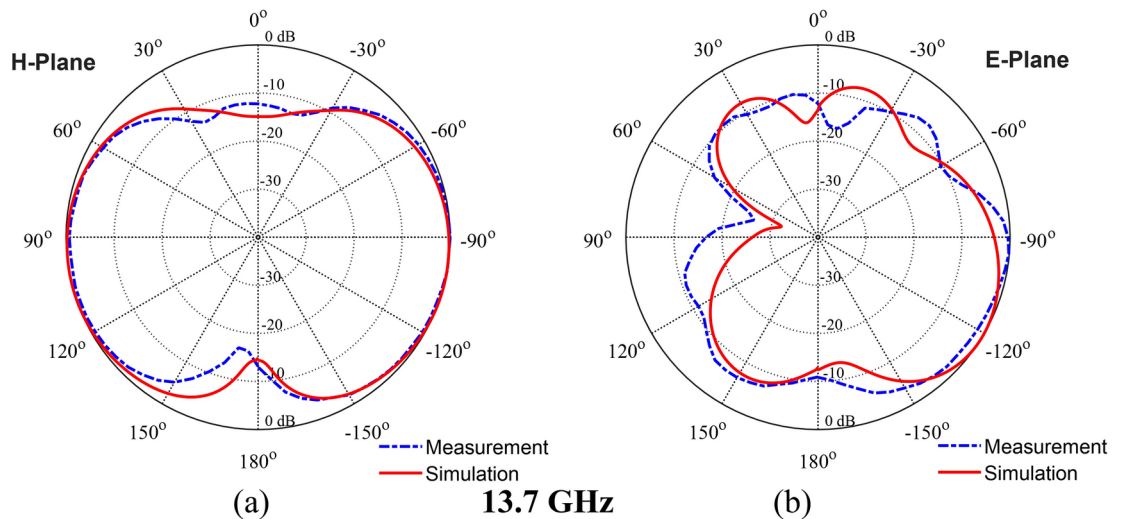 H-Plane
0°
0 dB
30°
-30°
-10
60°
-60°
-20
-30
90°
-90°
-30
-20
120°
-120°
-10
0 dB
150°
-150°
180°
Measurement
Simulation
(a)
E-Plane
0°
0 dB
30°
-30°
-10
60°
-60°
-20
-30
90°
-90°
-30
-20
120°
-120°
-10
0 dB
150°
-150°
180°
Measurement
Simulation
(b)
13.7 GHz